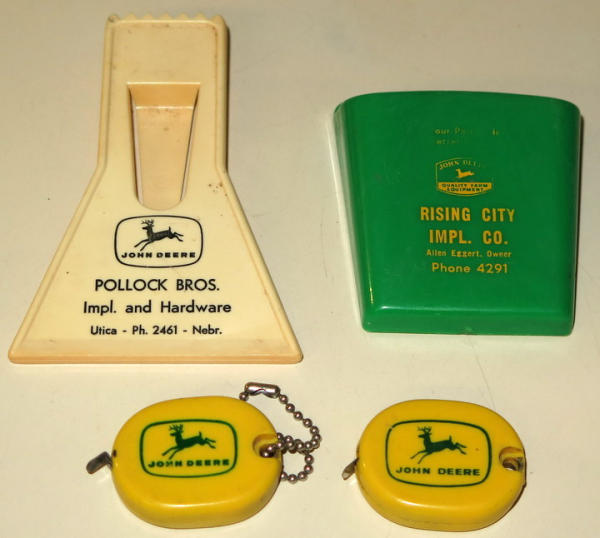 JOHN DEERE
POLLOCK BROS.
Impl. and Hardware
Utica - Ph. 2461 - Nebr.
our
JOHN DEERE
QUALITY FARM
EQUIPMENT
RISING CITY
IMPL. CO.
Allen Eggert, Owner
Phone 4291
JOHN DEERE
JOHN DEERE